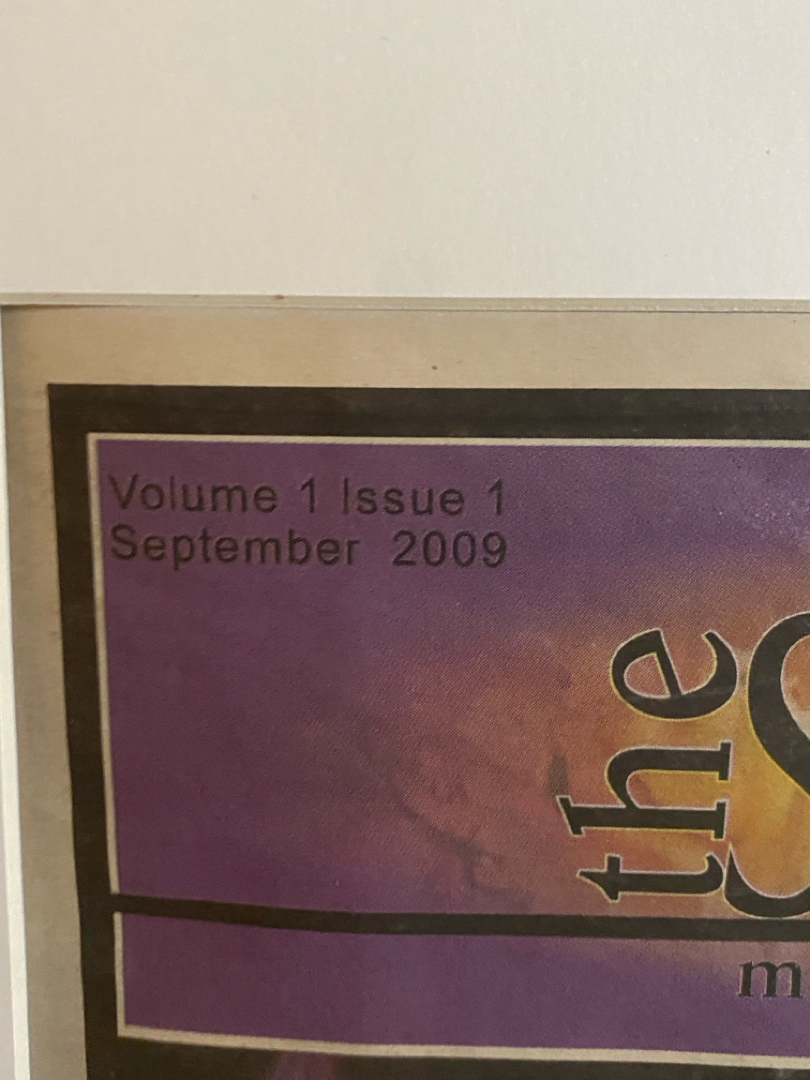 Volume 1 Issue 1
September 2009
the